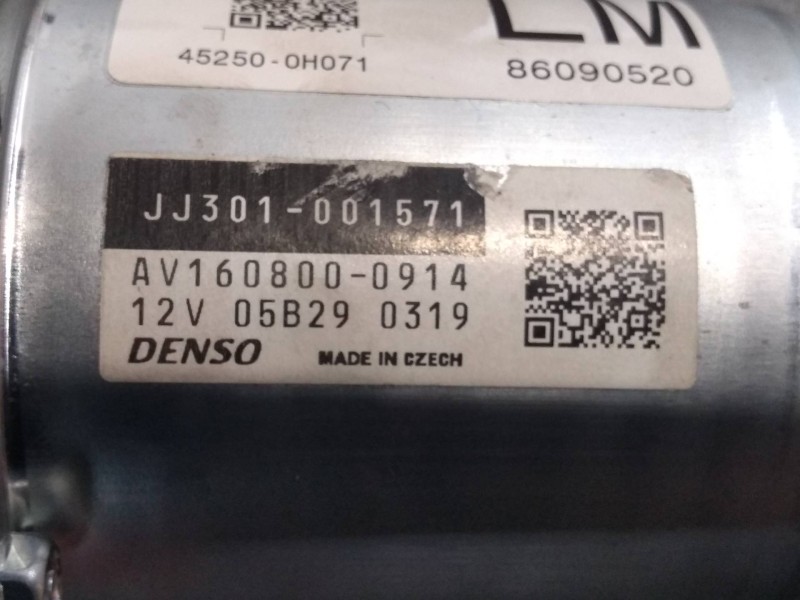 LM
45250-0H071
86090520
JJ301-001571
AV160800-0914
12V 05B29 0319
DENSO MADE IN CZECH